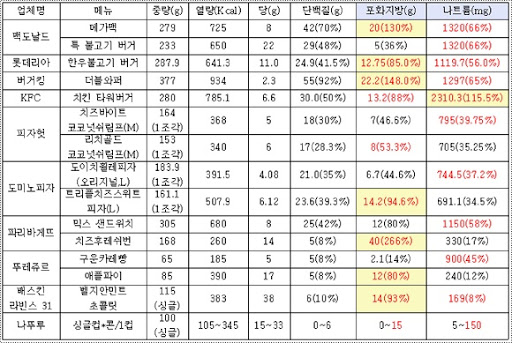 업체명 메뉴 중량(g) 열량(Kcal) 당(g) 단백질(g) 포화지방(g) 나트륨(mg)
맥도날드 메가맥 279 725 8 42(70%) 20(130%) 1320(66%)
특 불고기 버거 233 650 22 29(48%) 5(36%) 1320(66%)
롯데리아 한우불고기버거 287.9 641.3 11.0 24.9(41.5%) 12.75(85.0%) 1119.7(56.0%)
버거킹 더블와퍼 377 934 2.3 55(92%) 22.2(148.0%) 1297(65%)
KFC 치킨 타워버거 280 785.1 6.6 30.0(50%) 13.2(88%) 2310.3(115.5%)
피자헛 치즈바이트 코코넛쉬림프(M) 164 (1조각) 368 5 18(30%) 7(46.6%) 795(39.75%)
리치골드 코코넛쉬림프(M) 153 (1조각) 340 6 17(28.3%) 8(53.3%) 705(35.25%)
도미노피자 도이치휠레피자 (오리지널,L) 183.9 (1조각) 391.5 4.08 21.0(35%) 6.7(44.6%) 744.5(37.2%)
트리플치즈스위트 피자(L) 161.1 (1조각) 507.9 6.12 23.6(39.3%) 14.2(94.6%) 691.1(34.5%)
파리바게뜨 믹스 샌드위치 305 680 8 25(42%) 12(80%) 1150(58%)
치즈후레쉬번 168 260 14 5(8%) 40(266%) 330(17%)
뚜레쥬르 구운카레빵 65 185 5 5(8%) 2.1(14%) 900(45%)
애플파이 85 390 17 5(8%) 12(80%) 240(12%)
배스킨 라빈스 31 벨지안민트 초콜릿 115 (싱글) 383 38 6(10%) 14(93%) 169(8%)
나뚜루 싱글컵+콘/1컵 100 (싱글) 105~345 15~33 0~6 0~15 5~150